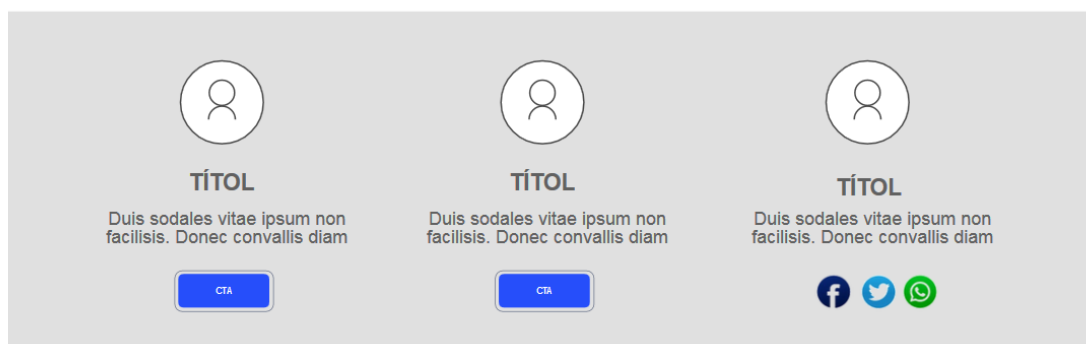 TÍTOL
Duis sodales vitae ipsum non
facilisis. Donec convallis diam
CTA
TÍTOL
Duis sodales vitae ipsum non
facilisis. Donec convallis diam
CTA
TÍTOL
Duis sodales vitae ipsum non
facilisis. Donec convallis diam